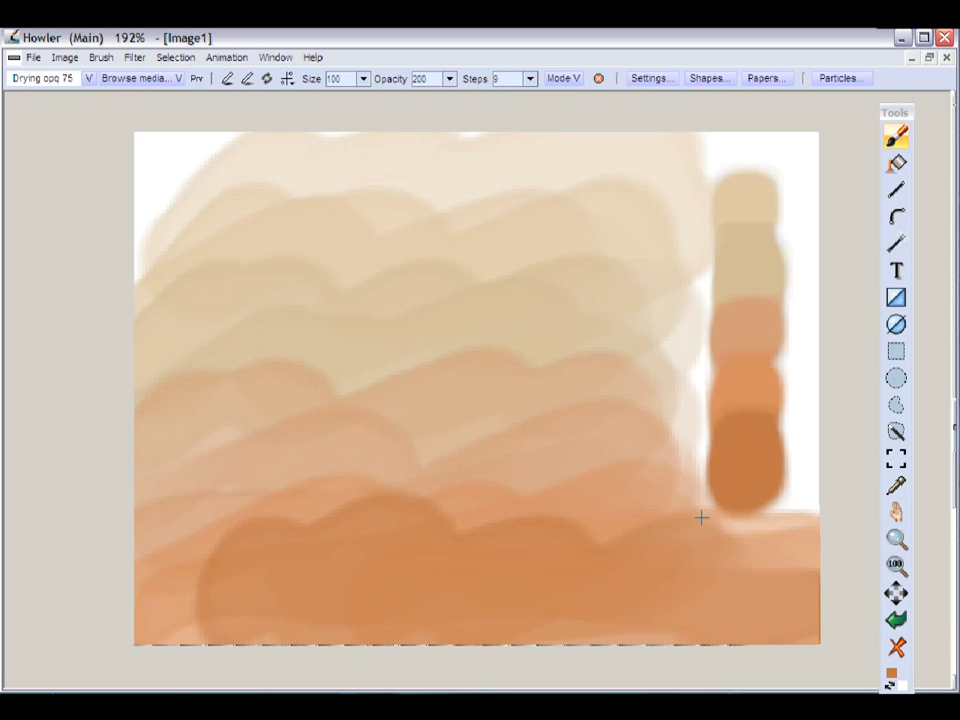 Howler (Main) 192% - [Image1]
File Image Brush Filter Selection Animation Window Help
Drying opq 75 V Browse media... V Prv | Size 100 Opacity 200 Steps 9 Mode V | Settings... Shapes... Papers... | Particles...
Tools
T
100